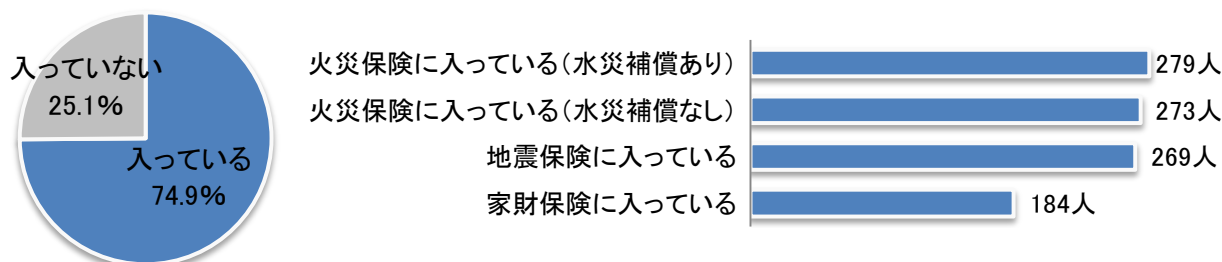 入っていない
25.1%
入っている
74.9%
火災保険に入っている（水災補償あり）
279人
火災保険に入っている（水災補償なし）
273人
地震保険に入っている
269人
家財保険に入っている
184人